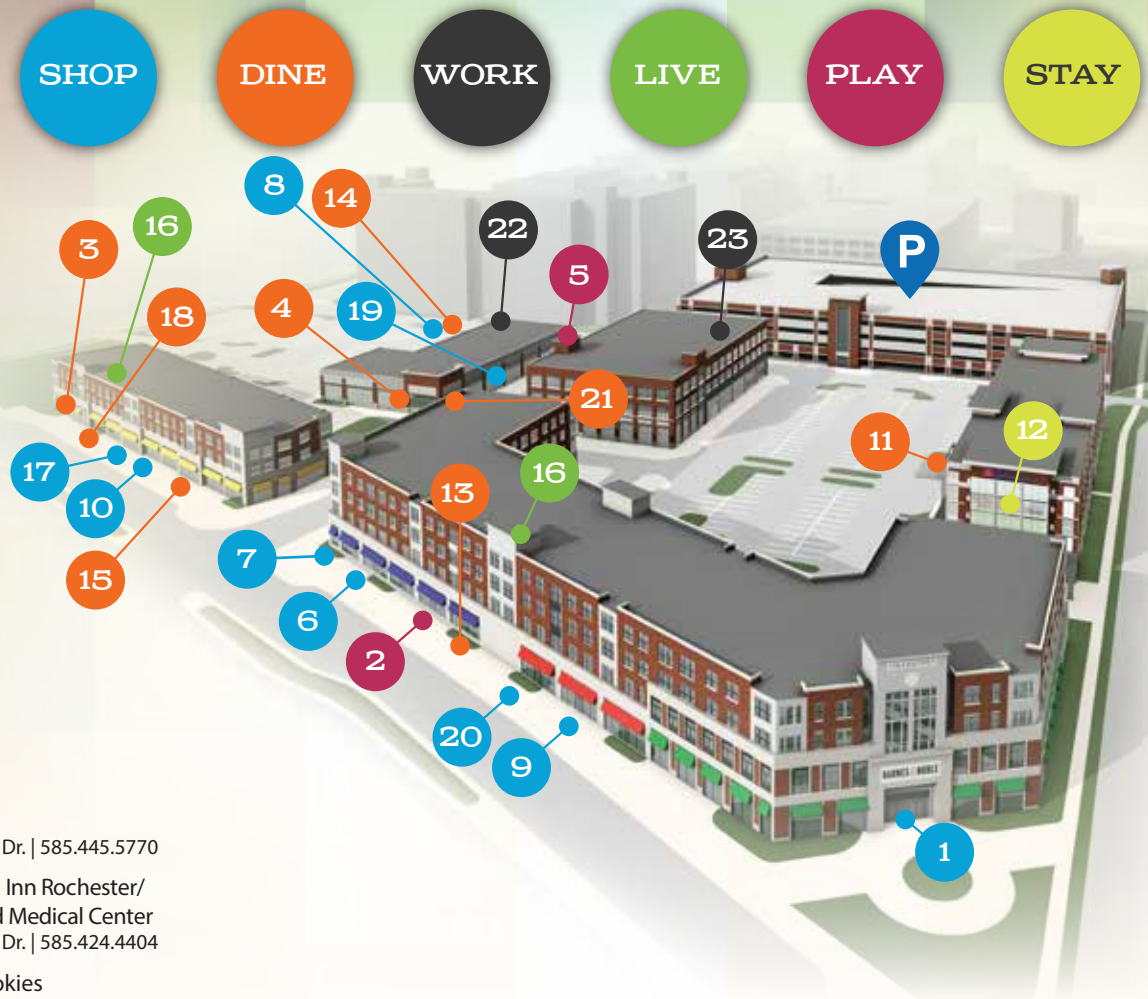 SHOP DINE WORK LIVE PLAY STAY
8 14
16 22 23 P
3 5
18 4 19
21
12
11
17 13 16
10
15 7
6
2
20
9
BARNES & NOBLE
1
Dr. | 585.445.5770
Inn Rochester/
d Medical Center
Dr. | 585.424.4404
okies